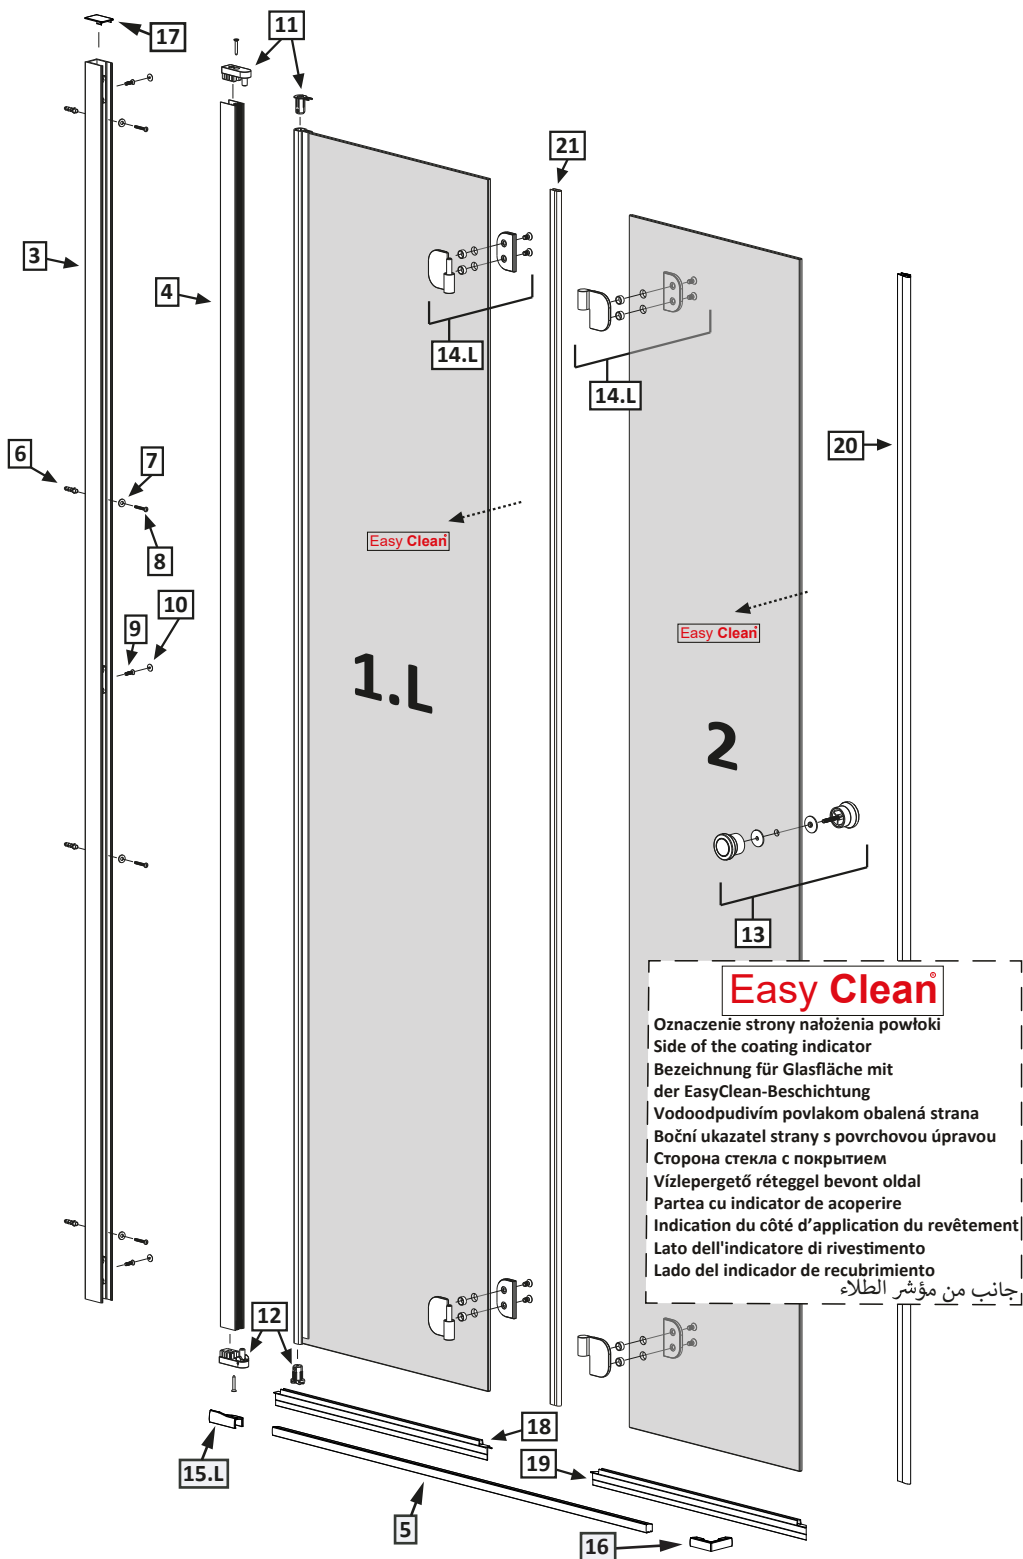 17
11
21
3
4
14.L
14.L
6
7
20
8
Easy Clean
10
9
Easy Clean
1.L
2
13
Easy Clean®
Oznaczenie strony nałożenia powłoki
Side of the coating indicator
Bezeichnung für Glasfläche mit
der EasyClean-Beschichtung
Vodoodpudivím povlakom obalená strana
Boční ukazatel strany s povrchovou úpravou
Сторона стекла с покрытием
Vízlepergető réteggel bevont oldal
Partea cu indicator de acoperire
Indication du côté d'application du revêtement
Lato dell'indicatore di rivestimento
Lado del indicador de recubrimiento
جانب من مؤشر الطلاء
12
18
19
15.L
5
16